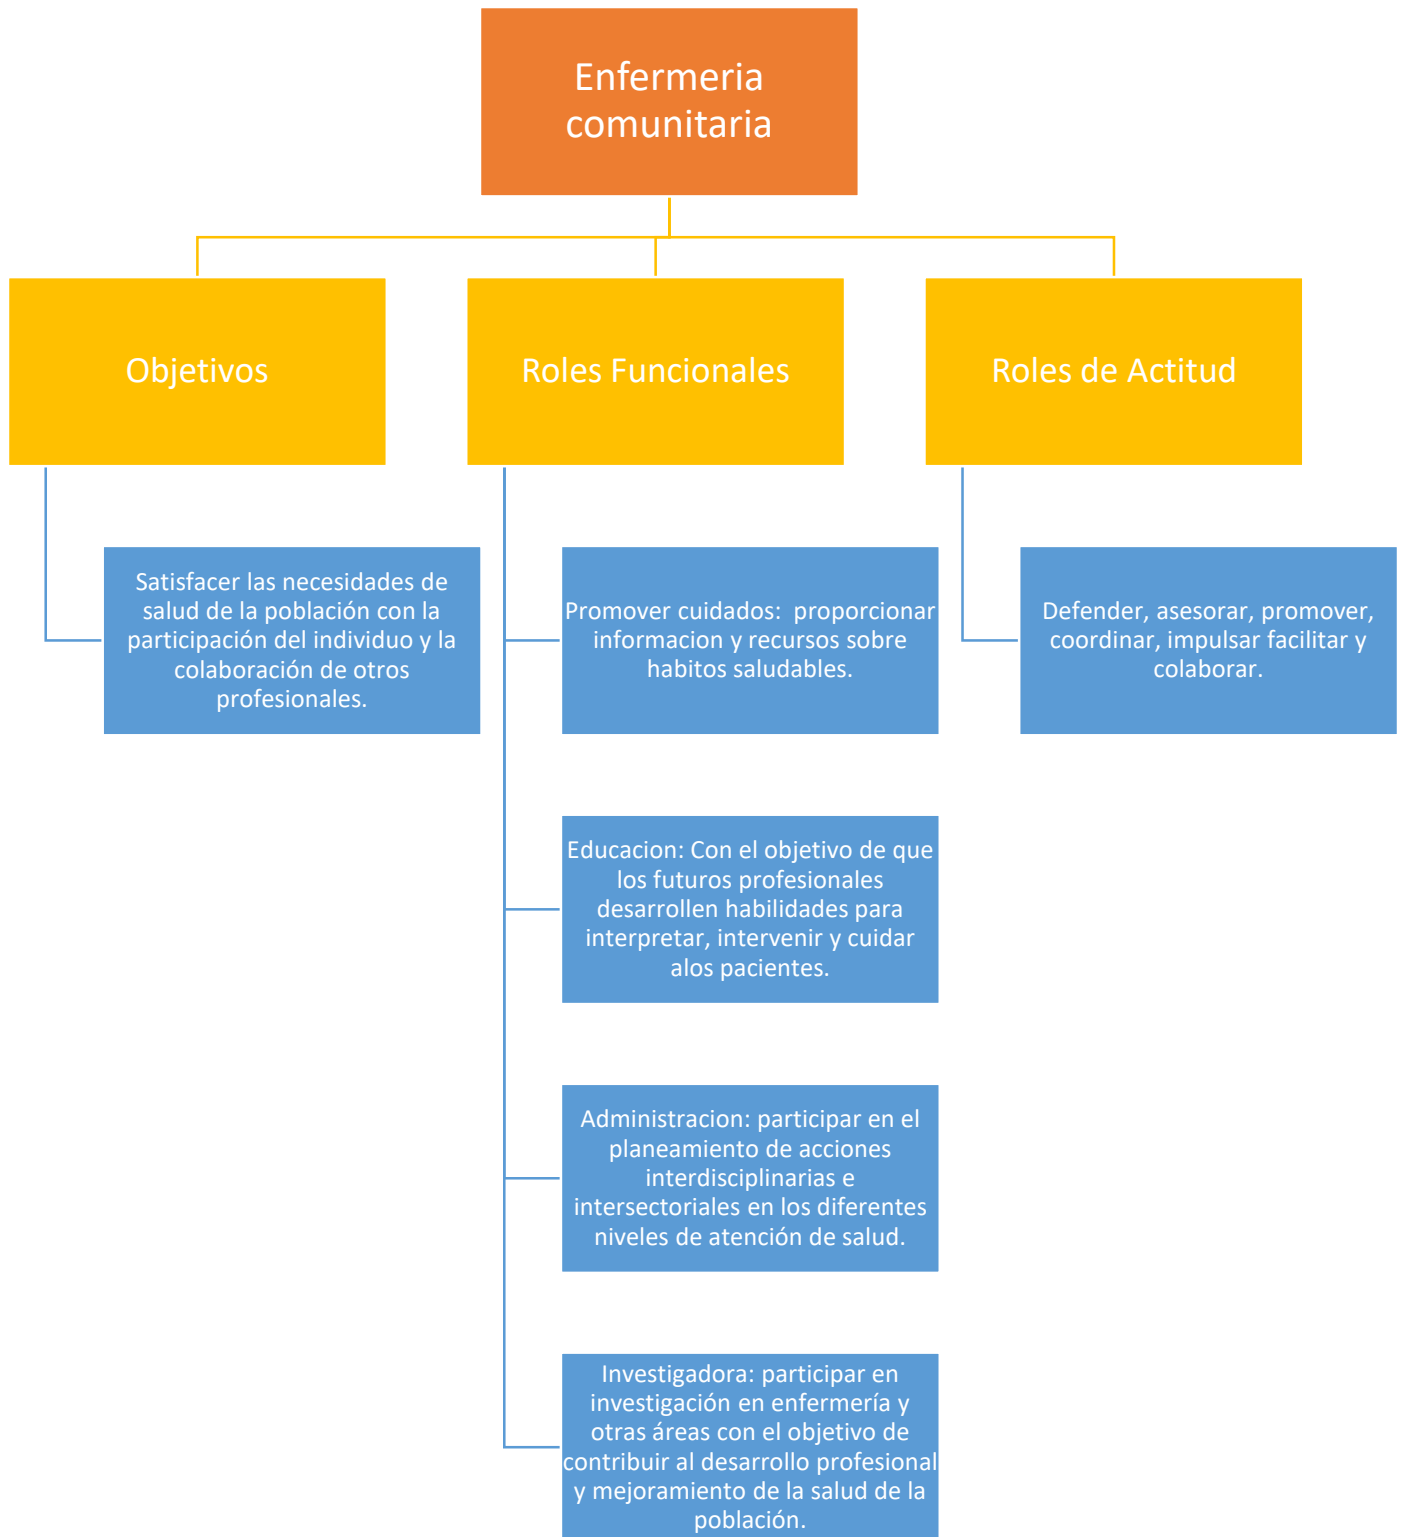 Enfermeria
comunitaria
Objetivos
Roles Funcionales
Roles de Actitud
Satisfacer las necesidades de
salud de la población con la
participación del individuo y la
colaboración de otros
profesionales.
Promover cuidados:  proporcionar
informacion y recursos sobre
habitos saludables.
Defender, asesorar, promover,
coordinar, impulsar facilitar y
colaborar.
Educacion: Con el objetivo de que
los futuros profesionales
desarrollen habilidades para
interpretar, intervenir y cuidar
alos pacientes.
Administracion: participar en el
planeamiento de acciones
interdisciplinarias e
intersectoriales en los diferentes
niveles de atención de salud.
Investigadora: participar en
investigación en enfermería y
otras áreas con el objetivo de
contribuir al desarrollo profesional
y mejoramiento de la salud de la
población.